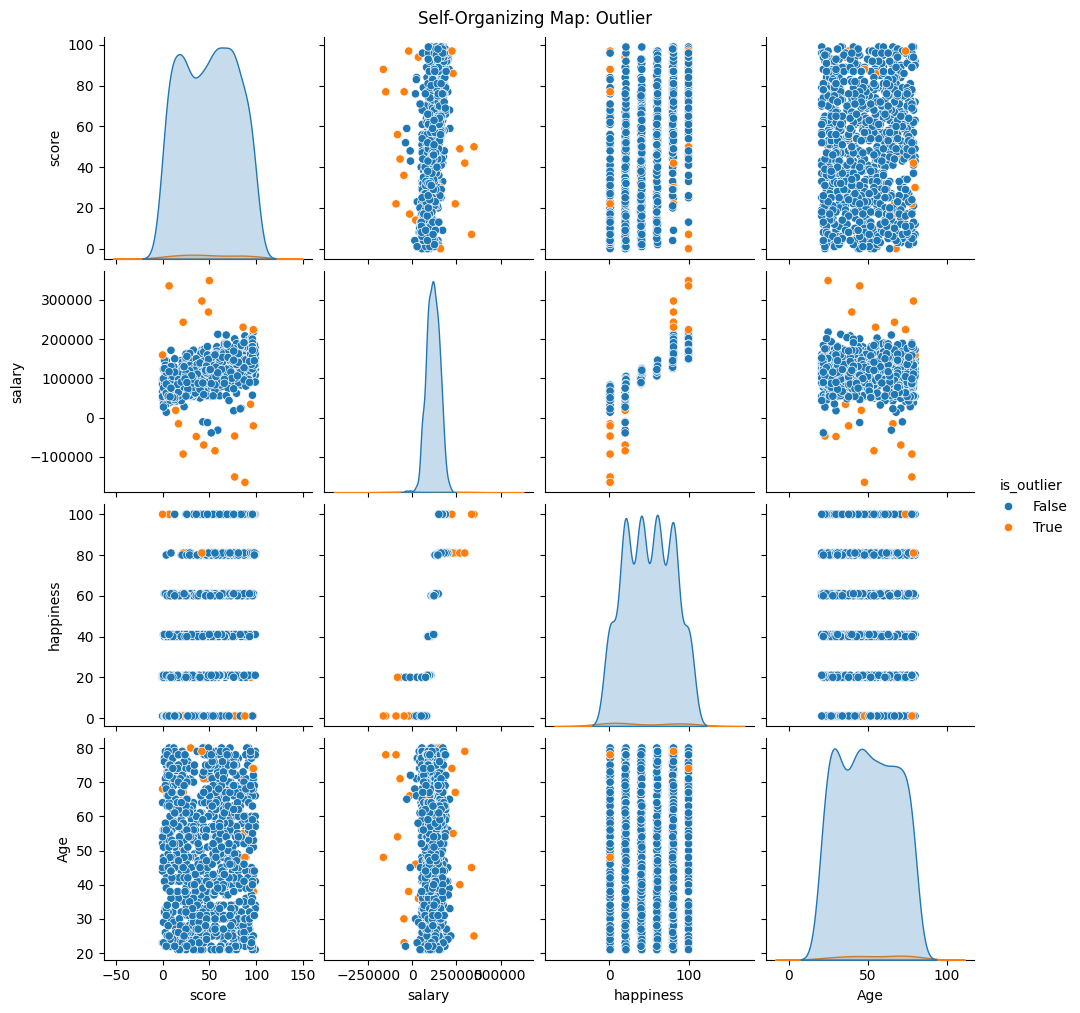 Self-Organizing Map: Outlier
100
80
60
40
20
0
score
300000
200000
100000
0
−100000
salary
is_outlier
False
True
100
80
60
40
20
0
happiness
80
70
60
50
40
30
20
Age
−50 0 50 100 150
−250000 0 250000 500000
0 100
0 50 100
score salary happiness Age